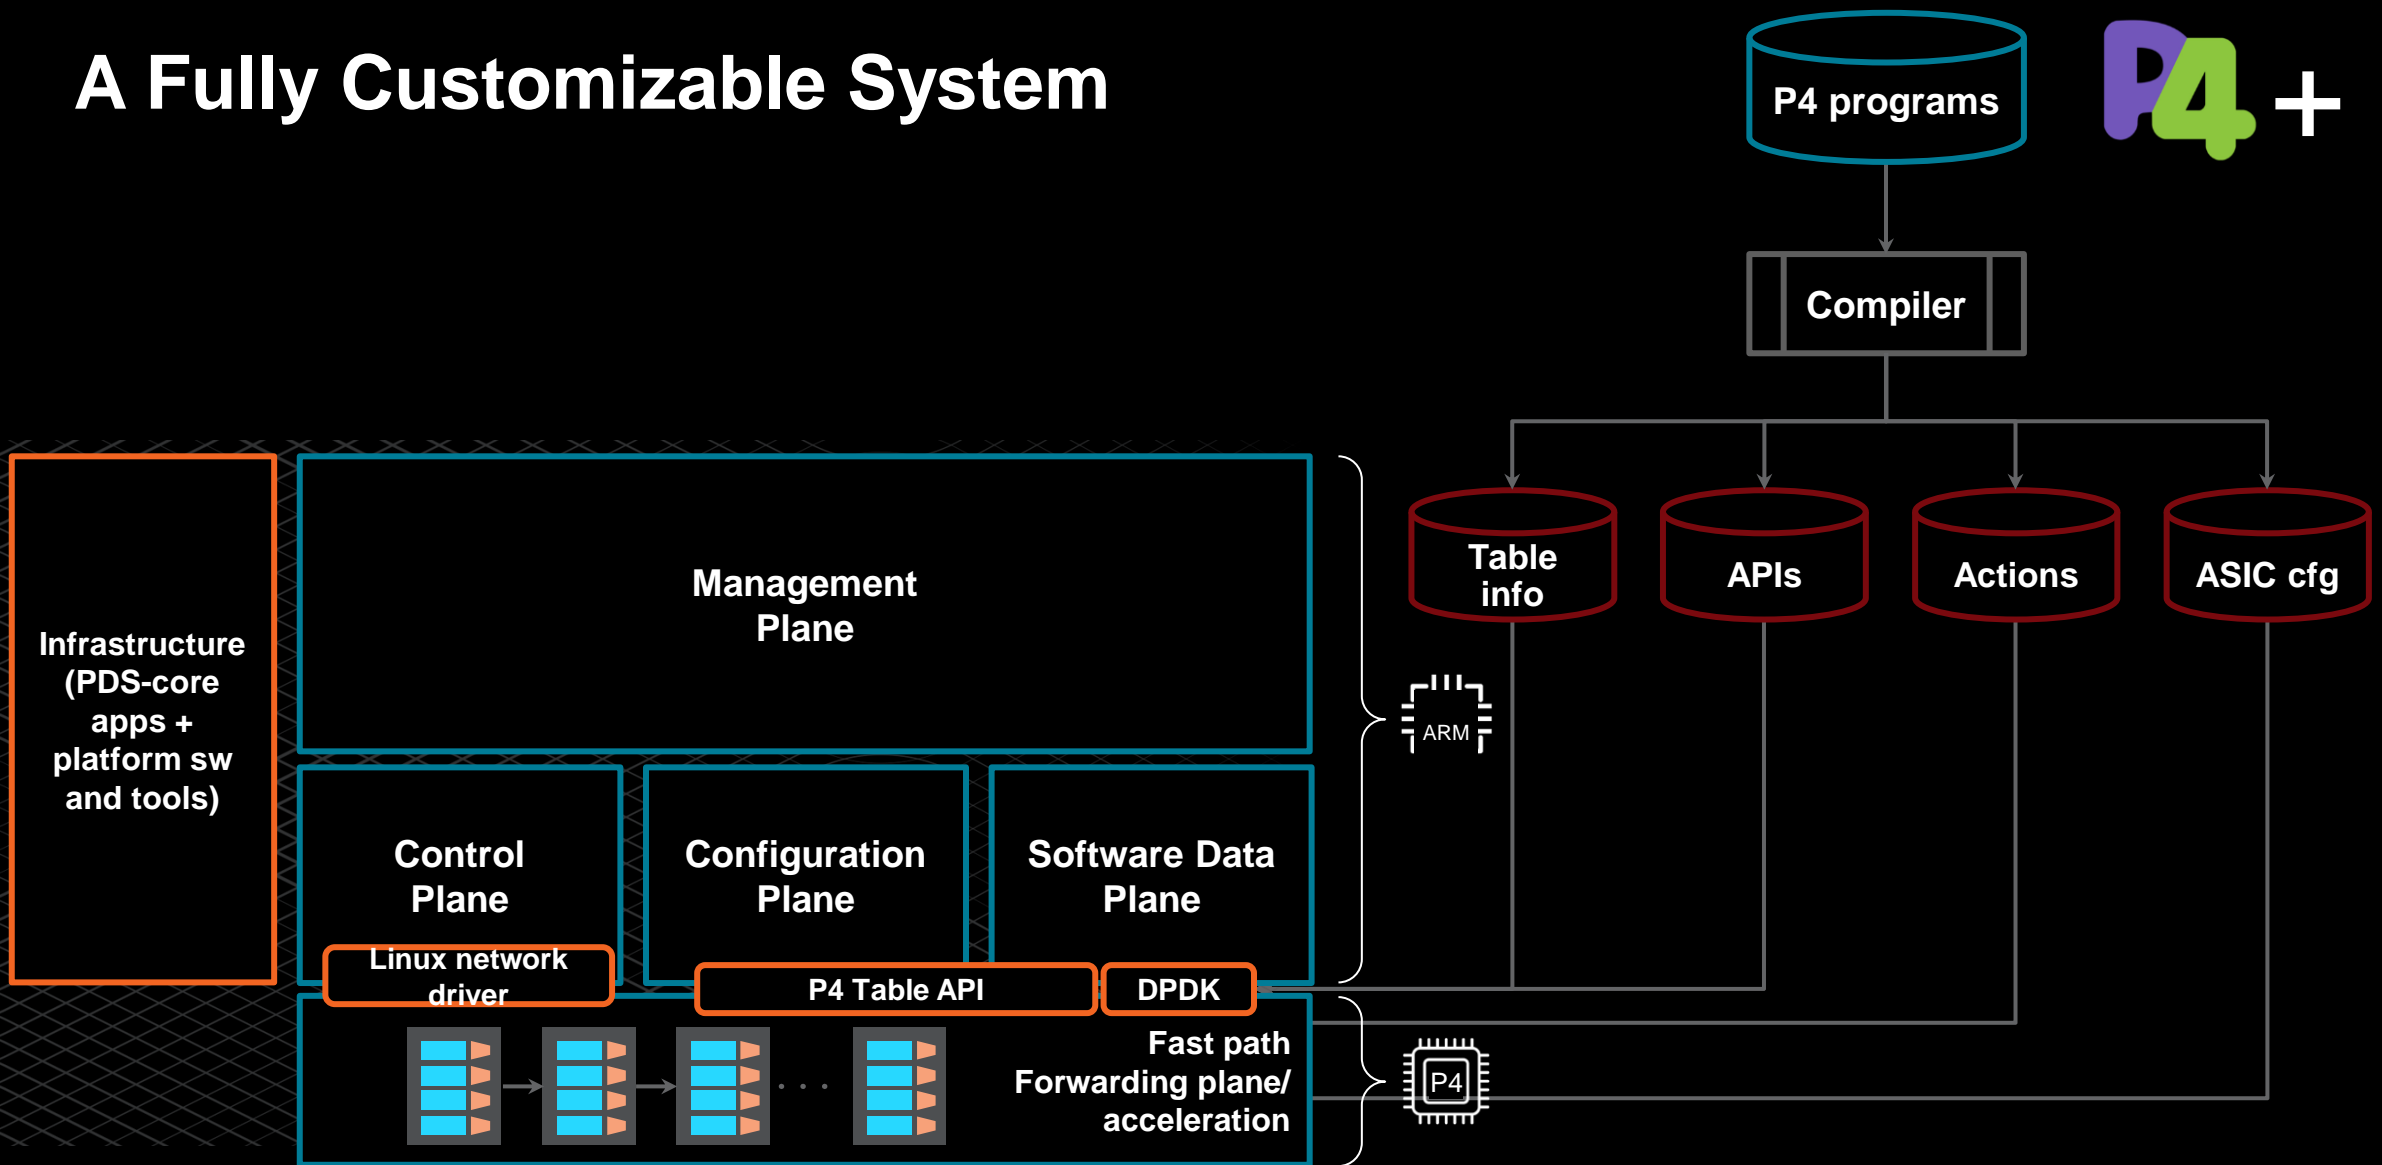 A Fully Customizable System
P4 programs
P4 +
Compiler
Table
info
APIs
Actions
ASIC cfg
Infrastructure
(PDS-core
apps +
platform sw
and tools)
Management
Plane
ARM
Control
Plane
Configuration
Plane
Software Data
Plane
Linux network
driver
P4 Table API
DPDK
Fast path
Forwarding plane/
acceleration
. . .
P4